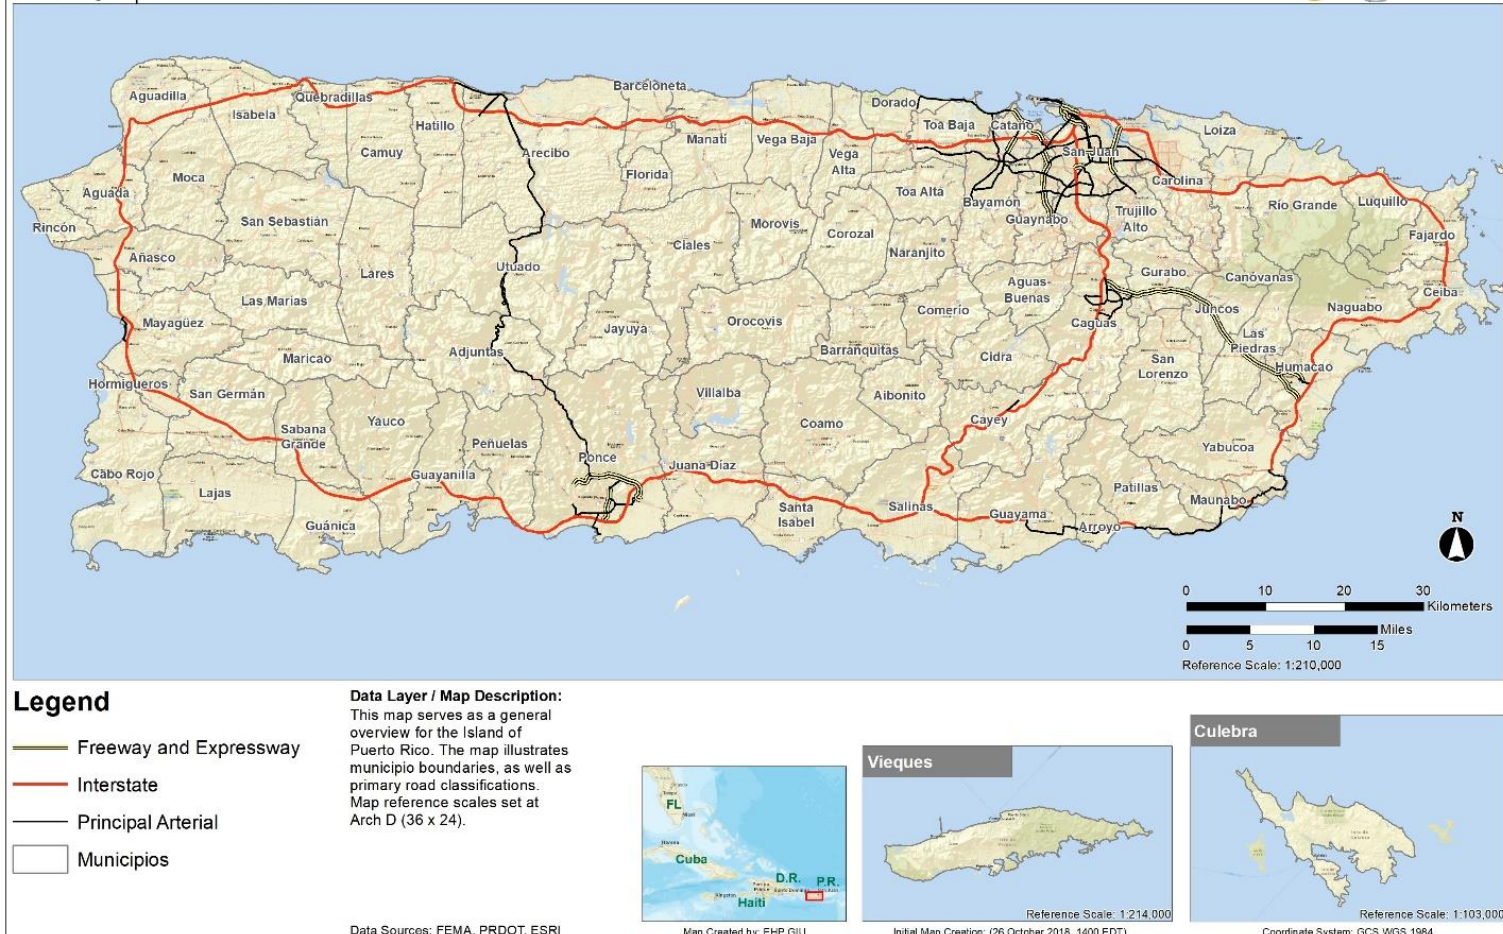 Aguadilla
Isabela
Quebradillas
Hatillo
Camuy
Barceloneta
Arecibo
Manatí
Vega Baja
Dorado
Toa Baja
Cataño
San Juan
Loiza
Moca
Aguada
Rincón
San Sebastián
Florida
Vega
Alta
Toa Alta
Bayamón
Guaynabo
Carolina
Trujillo
Alto
Río Grande
Luquillo
Fajardo
Añasco
Lares
Utuado
Ciales
Morovis
Corozal
Naranjito
Aguas
Buenas
Gurabo
Canóvanas
Ceiba
Las Marias
Mayagüez
Maricao
Adjuntas
Jayuya
Orocovis
Barranquitas
Comerío
Cidra
Caguas
Juncos
Las
Piedras
Naguabo
Humacao
San
Lorenzo
Hormigueros
San Germán
Sabana
Grande
Yauco
Peñuelas
Ponce
Villalba
Coamo
Aibonito
Cayey
Yabucoa
Cabo Rojo
Lajas
Guánica
Guayanilla
Juana Díaz
Santa
Isabel
Salinas
Guayama
Arroyo
Patillas
Maunabo
N
0 10 20 30
Kilometers
Miles
0 5 10 15
Reference Scale: 1:210,000
Legend
Freeway and Expressway
Interstate
Principal Arterial
Municipios
Data Layer / Map Description:
This map serves as a general
overview for the Island of
Puerto Rico. The map illustrates
municipio boundaries, as well as
primary road classifications.
Map reference scales set at
Arch D (36 x 24).
Data Sources: FEMA, PRDOT, ESRI
FL
Cuba
D.R.
P.R.
Haiti
Map Created by: EHP GIU
Vieques
Reference Scale: 1:214,000
Initial Map Creation: (26 October 2018, 1400 EDT)
Culebra
Reference Scale: 1:103,000
Coordinate System: GCS WGS 1984